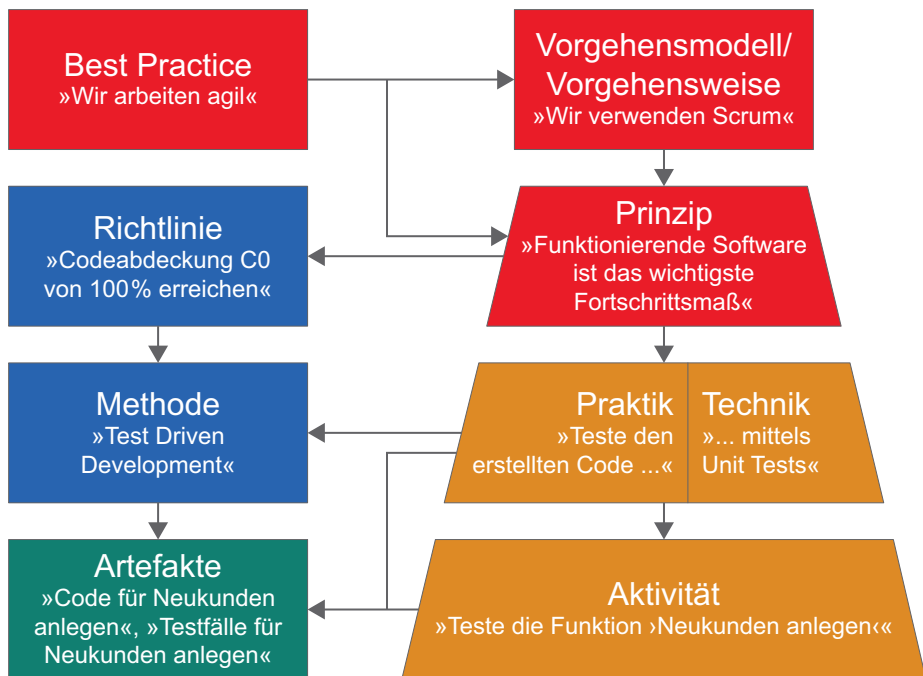 Best Practice
»Wir arbeiten agil«
Vorgehensmodell/
Vorgehensweise
»Wir verwenden Scrum«
Richtlinie
»Codeabdeckung C0
von 100% erreichen«
Prinzip
»Funktionierende Software
ist das wichtigste
Fortschrittsmaß«
Methode
»Test Driven
Development«
Praktik
»Teste den
erstellten Code ...«
Technik
»... mittels
Unit Tests«
Artefakte
»Code für Neukunden
anlegen«, »Testfälle für
Neukunden anlegen«
Aktivität
»Teste die Funktion ›Neukunden anlegen‹«